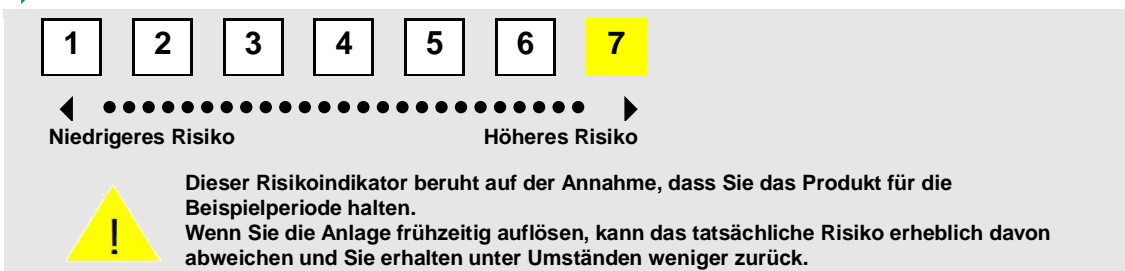 1 2 3 4 5 6 7
Niedrigeres Risiko Höheres Risiko
Dieser Risikoindikator beruht auf der Annahme, dass Sie das Produkt für die
Beispielperiode halten.
! Wenn Sie die Anlage frühzeitig auflösen, kann das tatsächliche Risiko erheblich davon
abweichen und Sie erhalten unter Umständen weniger zurück.